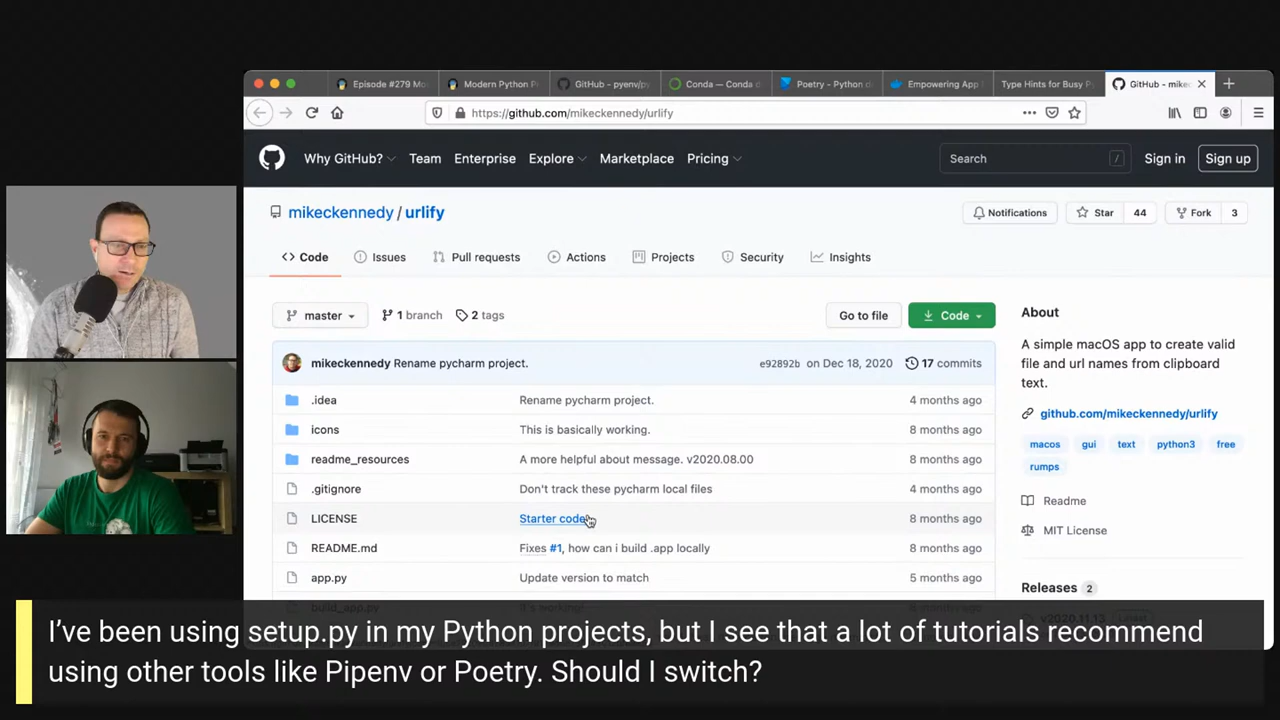 Episode #279 Mo
Modern Python P
GitHub - pyenv/py
Conda — Conda d
Poetry - Python d
Empowering App
Type Hints for Busy P
GitHub - mike
https://github.com/mikeckennedy/urlify
Why GitHub?
Team
Enterprise
Explore
Marketplace
Pricing
Search
/
Sign in
Sign up
mikeckennedy / urlify
Notifications
Star 44
Fork 3
Code
Issues
Pull requests
Actions
Projects
Security
Insights
master
1 branch
2 tags
Go to file
Code
mikeckennedy Rename pycharm project.
e92892b on Dec 18, 2020
17 commits
.idea Rename pycharm project. 4 months ago
icons This is basically working. 8 months ago
readme_resources A more helpful about message. v2020.08.00 8 months ago
.gitignore Don't track these pycharm local files 4 months ago
LICENSE Starter code 8 months ago
README.md Fixes #1, how can i build .app locally 8 months ago
app.py Update version to match 5 months ago
build_app.py It's working!
About
A simple macOS app to create valid
file and url names from clipboard
text.
github.com/mikeckennedy/urlify
macos gui text python3 free
rumps
Readme
MIT License
Releases 2
v2020.11.13
I've been using setup.py in my Python projects, but I see that a lot of tutorials recommend
using other tools like Pipenv or Poetry. Should I switch?